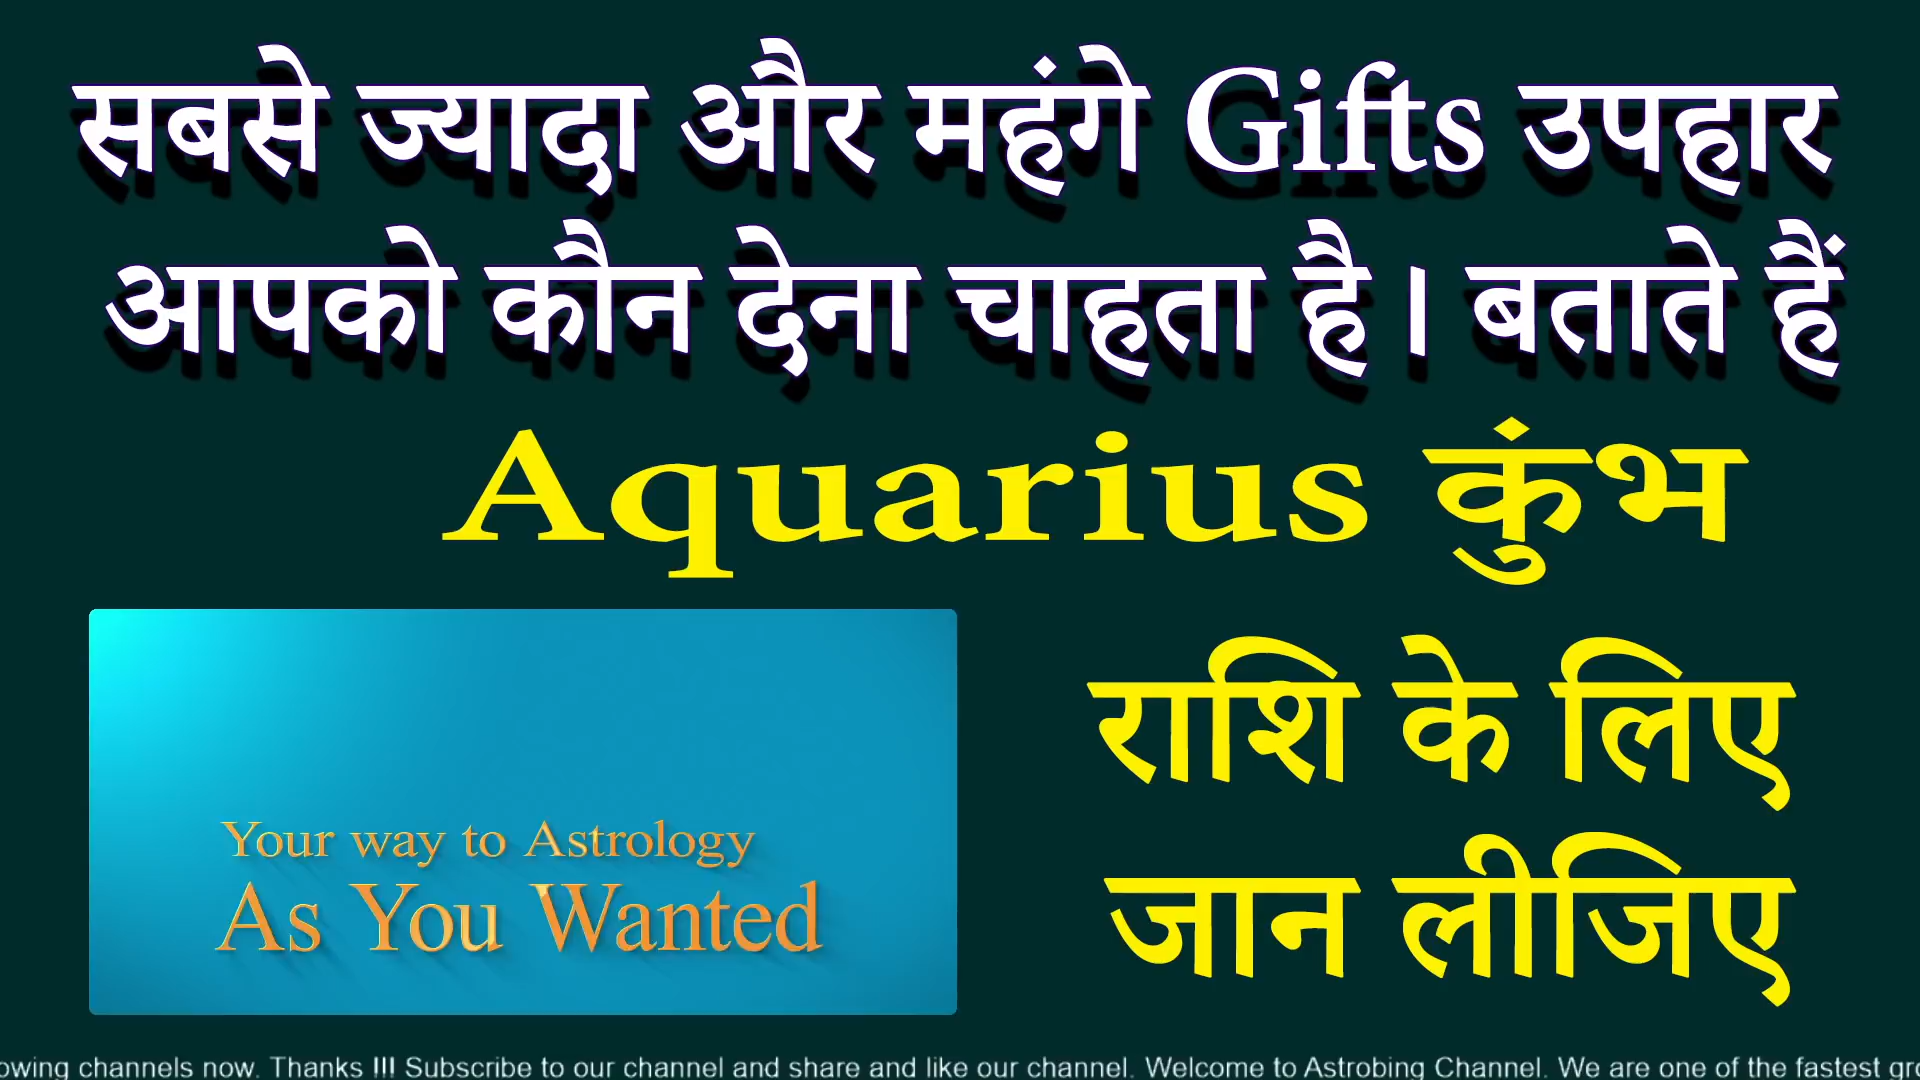 सबसे ज्यादा और महंगे Gifts उपहार
आपको कौन देना चाहता है। बताते हैं
Aquarius कुंभ
राशि के लिए
जान लीजिए
Your way to Astrology
As You Wanted
owing channels now. Thanks !!! Subscribe to our channel and share and like our channel. Welcome to Astrobing Channel. We are one of the fastest gr